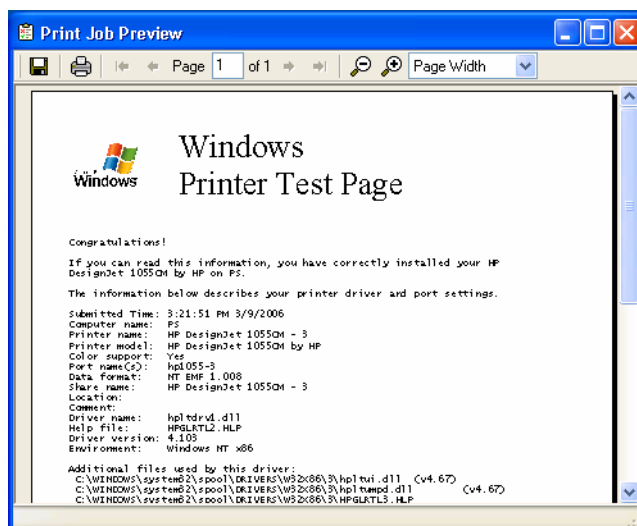 Print Job Preview
Page 1 of 1 Page Width
Windows
Windows
Printer Test Page
Congratulations!
If you can read this information, you have correctly installed your HP
DesignJet 1055CM by HP on PS.
The information below describes your printer driver and port settings.
Submitted Time: 3:21:51 PM 3/9/2006
Computer name: PS
Printer name: HP DesignJet 1055CM - 3
Printer model: HP DesignJet 1055CM by HP
Color support: Yes
Port name(s): hp1055-3
Data format: NT EMF 1.008
Share name: HP DesignJet 1055CM - 3
Location:
Comment:
Driver name: hpltdrv1.dll
Help file: HPGLRTL2.HLP
Driver version: 4.103
Environment: Windows NT x86
Additional files used by this driver:
C:\WINDOWS\system32\spool\DRIVERS\W32X86\3\hpltui.dll (v4.67)
C:\WINDOWS\system32\spool\DRIVERS\W32X86\3\hpltumpd.dll (v4.67)
C:\WINDOWS\system32\spool\DRIVERS\W32X86\3\HPGLRTL3.HLP